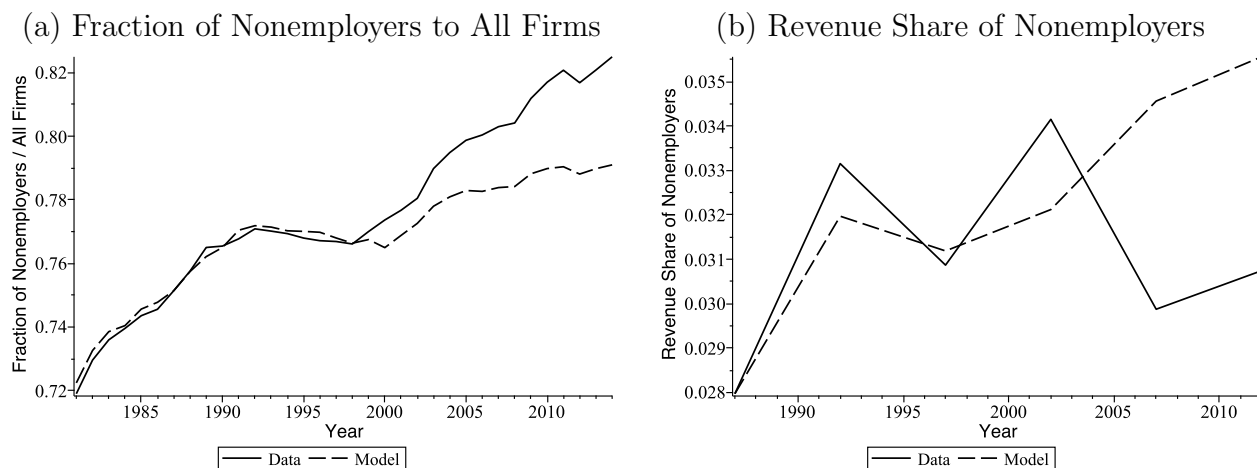 (a) Fraction of Nonemployers to All Firms
Fraction of Nonemployers / All Firms
0.82
0.80
0.78
0.76
0.74
0.72
1985 1990 1995 2000 2005 2010
Year
Data Model
(b) Revenue Share of Nonemployers
Revenue Share of Nonemployers
0.035
0.034
0.033
0.032
0.031
0.030
0.029
0.028
1990 1995 2000 2005 2010
Year
Data Model